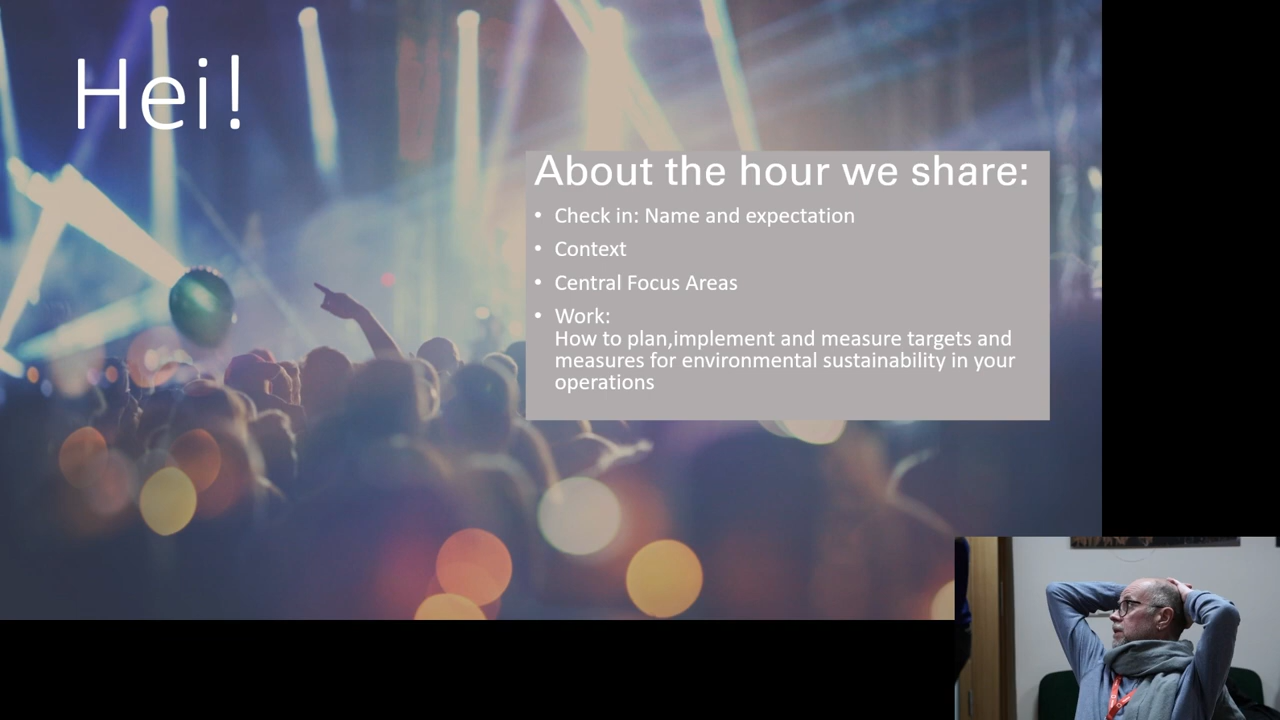 Hei!
About the hour we share:
• Check in: Name and expectation
• Context
• Central Focus Areas
• Work:
How to plan,implement and measure targets and
measures for environmental sustainability in your
operations